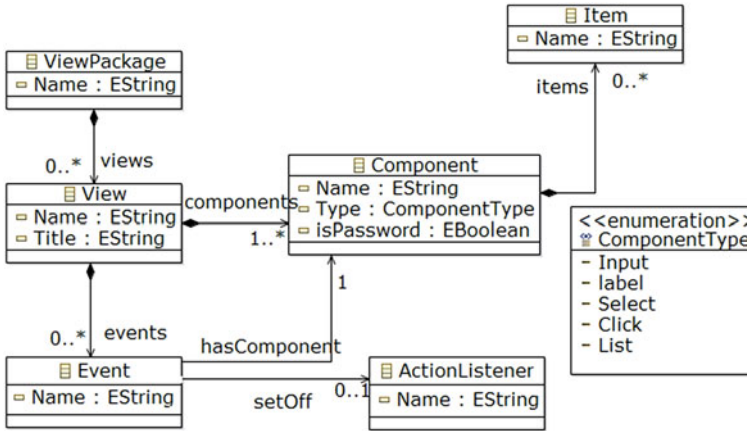 Item
Name : EString
ViewPackage
Name : EString
items
0..*
0..*
views
View
Name : EString
Title : EString
components
1..*
Component
Name : EString
Type : ComponentType
isPassword : EBoolean
<<enumeration>>
ComponentType
Input
label
Select
Click
List
0..*
events
1
hasComponent
Event
Name : EString
setOff
0..1
ActionListener
Name : EString